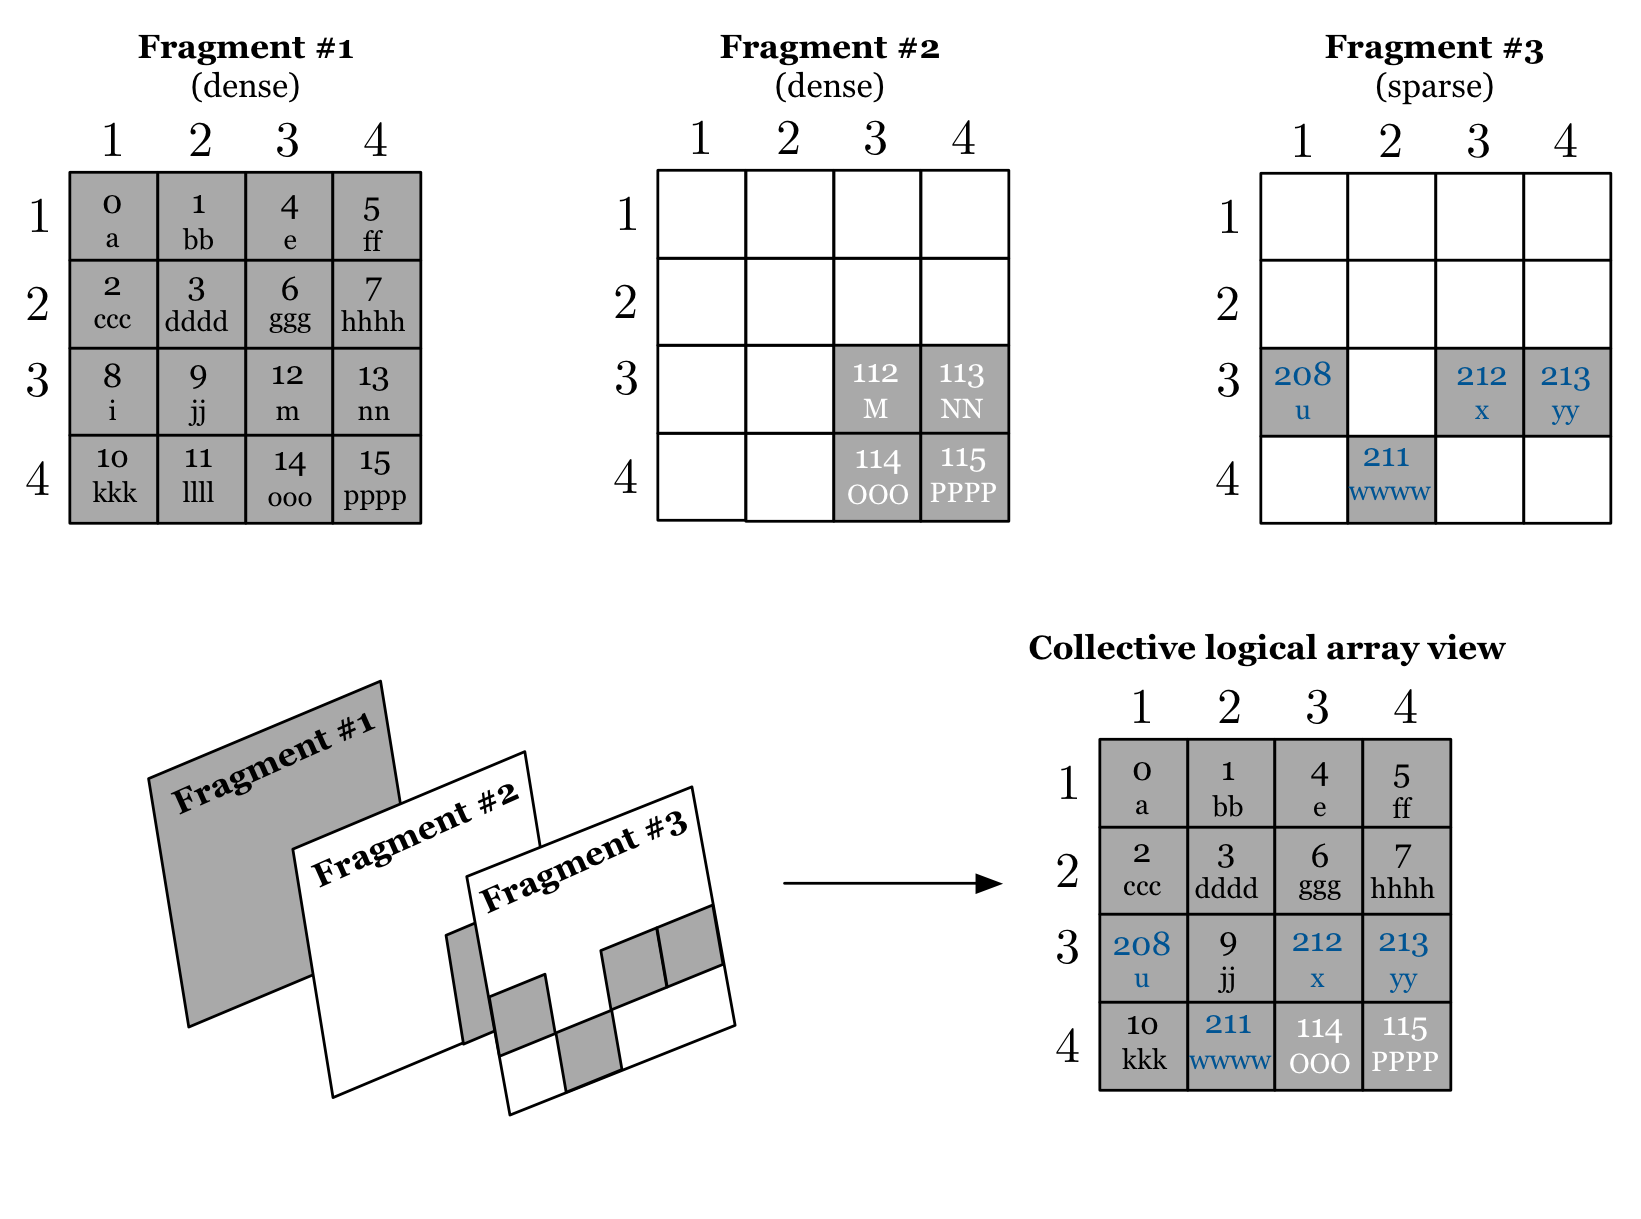 Fragment #1
(dense)
1 2 3 4
1 0 1 4 5
a bb e ff
2 2 3 6 7
ccc dddd ggg hhhh
3 8 9 12 13
i jj m nn
4 10 11 14 15
kkk llll ooo pppp
Fragment #2
(dense)
1 2 3 4
1
2
3 112 113
M NN
4 114 115
OOO PPPP
Fragment #3
(sparse)
1 2 3 4
1
2
3 208 212 213
u x yy
4 211
wwww
Fragment #1
Fragment #2
Fragment #3
Collective logical array view
1 2 3 4
1 0 1 4 5
a bb e ff
2 2 3 6 7
ccc dddd ggg hhhh
3 208 9 212 213
u jj x yy
4 10 211 114 115
kkk wwww OOO PPPP